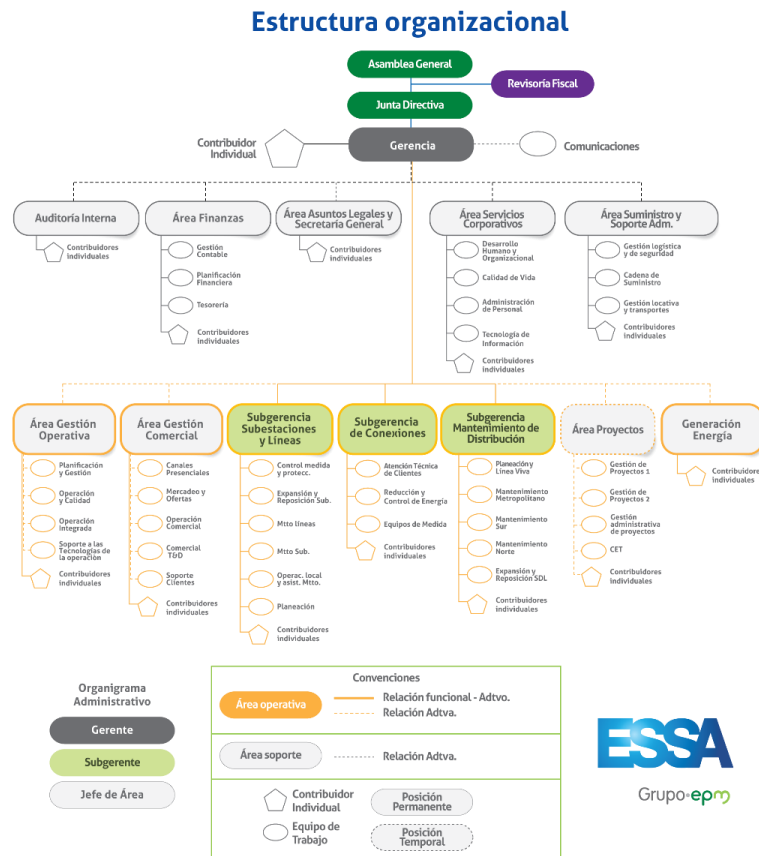 Estructura organizacional
Asamblea General
Revisoría Fiscal
Junta Directiva
Contribuidor
Individual
Gerencia
Comunicaciones
Auditoría Interna
Contribuidores
individuales
Área Finanzas
Gestión
Contable
Planificación
Financiera
Tesorería
Contribuidores
individuales
Área Asuntos Legales y
Secretaría General
Contribuidores
individuales
Área Servicios
Corporativos
Desarrollo
Humano y
Organizacional
Calidad de Vida
Administración
de Personal
Tecnología de
Información
Contribuidores
individuales
Área Suministro y
Soporte Adm.
Gestión logística
y de seguridad
Cadena de
Suministro
Gestión locativa
y transportes
Contribuidores
individuales
Área Gestión
Operativa
Planificación
y Gestión
Operación
y Calidad
Operación
Integrada
Soporte a las
Tecnologías de
la operación
Contribuidores
individuales
Área Gestión
Comercial
Canales
Presenciales
Mercadeo y
Ofertas
Operación
Comercial
Comercial
T&D
Soporte
Clientes
Contribuidores
individuales
Subgerencia
Subestaciones
y Líneas
Control medida
y protecc.
Expansión y
Reposición Sub.
Mtto líneas
Mtto Sub.
Operac. local
y asist. Mtto.
Planeación
Contribuidores
individuales
Subgerencia
de Conexiones
Atención Técnica
de Clientes
Reducción y
Control de Energía
Equipos de Medida
Contribuidores
individuales
Subgerencia
Mantenimiento de
Distribución
Planeación y
Línea Viva
Mantenimiento
Metropolitano
Mantenimiento
Sur
Mantenimiento
Norte
Expansión y
Reposición SDL
Contribuidores
individuales
Área Proyectos
Gestión de
Proyectos 1
Gestión de
Proyectos 2
Gestión
administrativa
de proyectos
CET
Contribuidores
individuales
Generación
Energía
Contribuidores
individuales
Organigrama
Administrativo
Gerente
Subgerente
Jefe de Área
Convenciones
Área operativa
Relación funcional - Adtvo.
Relación Adtva.
Área soporte
Relación Adtva.
Contribuidor
Individual
Posición
Permanente
Equipo de
Trabajo
Posición
Temporal
ESSA
Grupo epm